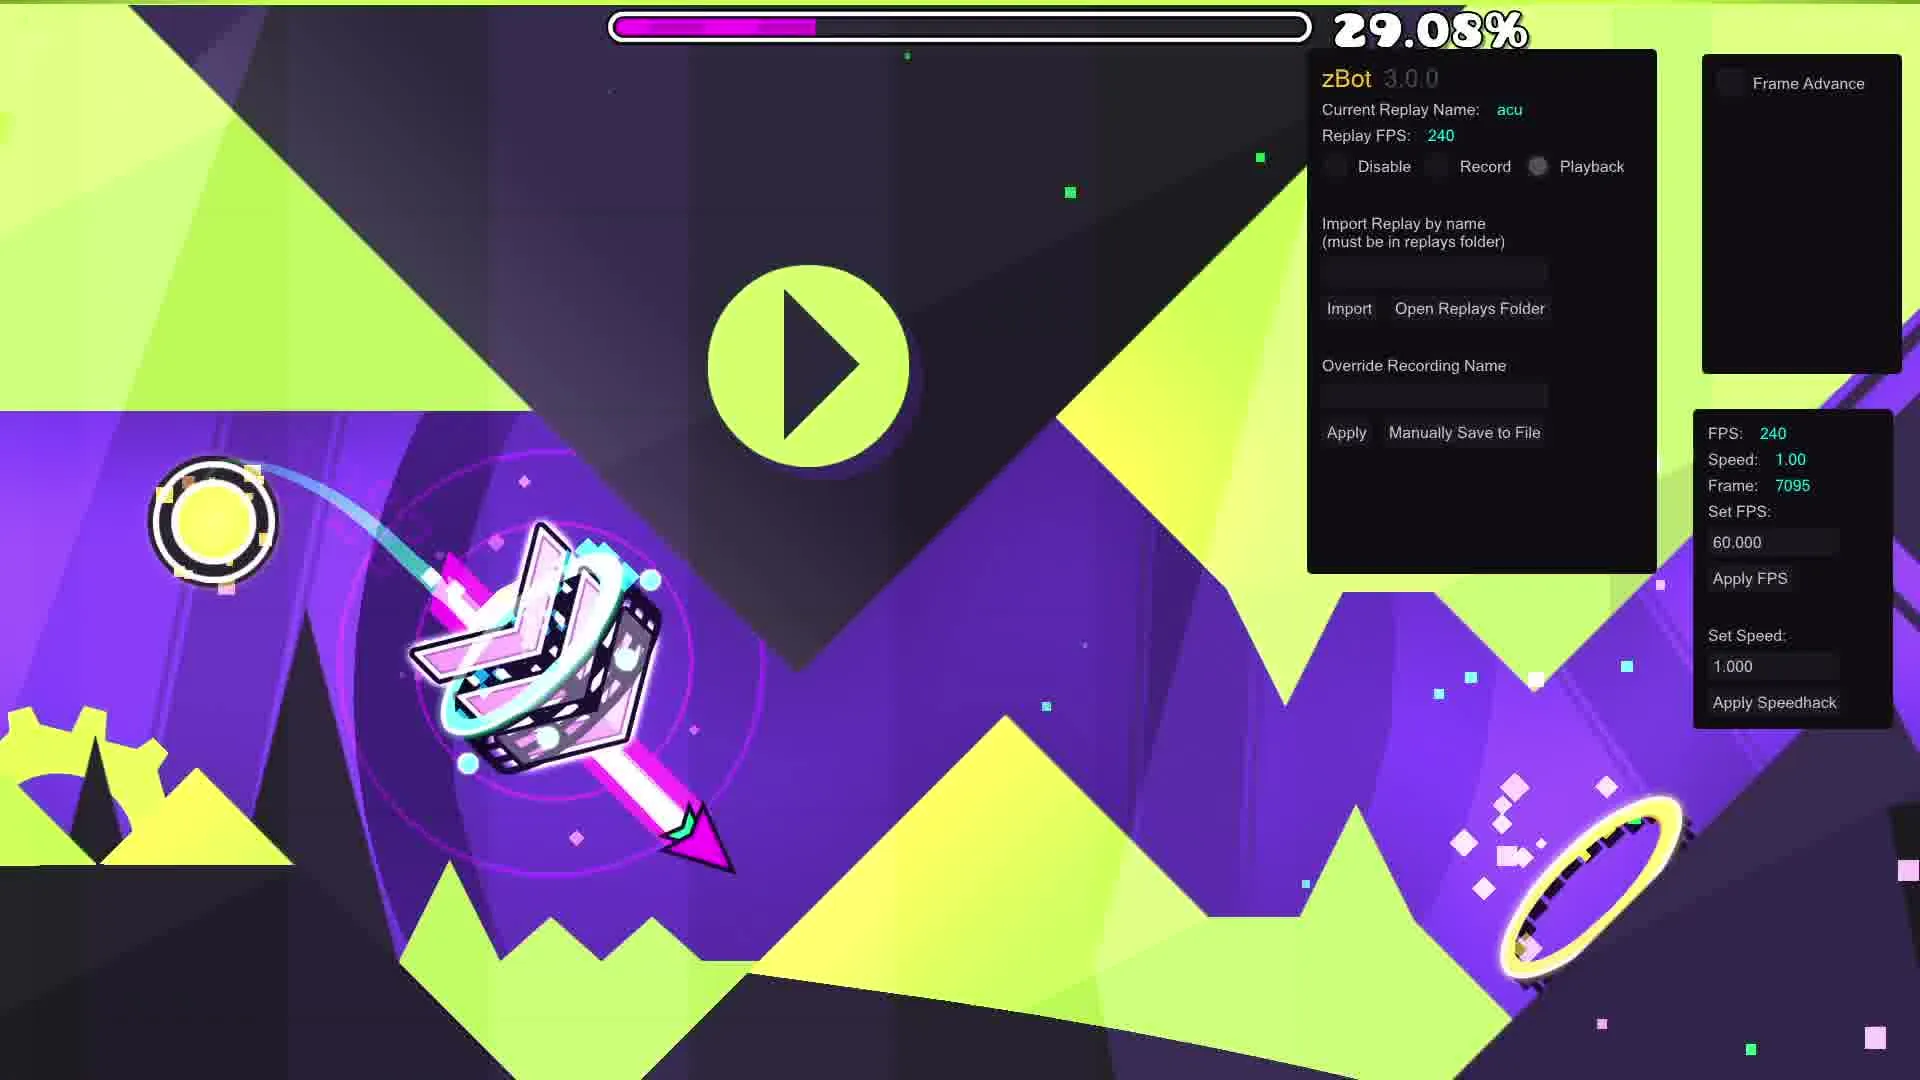 29.08%
zBot 3.0.0
Current Replay Name: acu
Replay FPS: 240
Disable Record Playback
Import Replay by name
(must be in replays folder)
Import Open Replays Folder
Override Recording Name
Apply Manually Save to File
Frame Advance
FPS: 240
Speed: 1.00
Frame: 7095
Set FPS:
60.000
Apply FPS
Set Speed:
1.000
Apply Speedhack